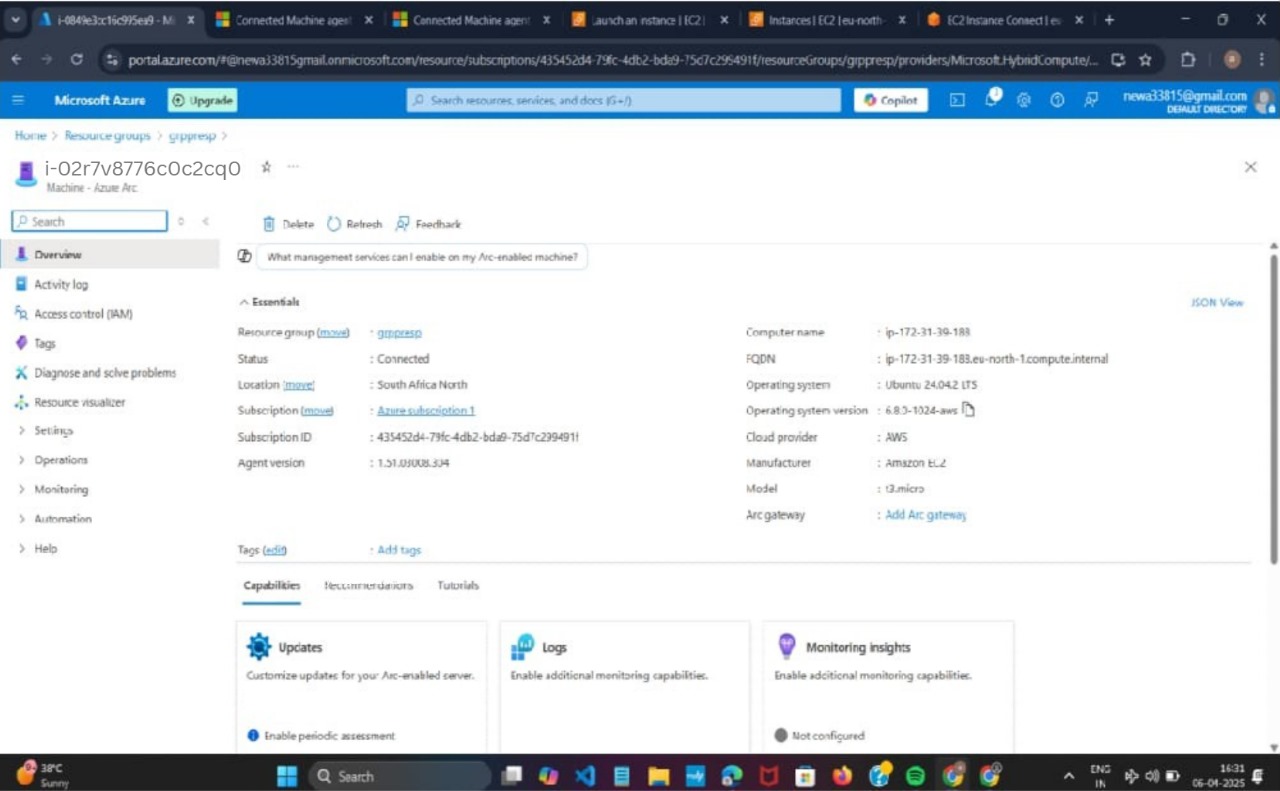 i-0849e3cc16c995ea9 - Mi
Connected Machine agent
Connected Machine agent
Launch an instance | EC2 |
Instances | EC2 | eu-north-
EC2 Instance Connect | eu
portal.azure.com/#@newa33815gmail.onmicrosoft.com/resource/subscriptions/435452d4-79fc-4db2-bda9-75d7c299491f/resourceGroups/grppresp/providers/Microsoft.HybridCompute/...
Microsoft Azure
Upgrade
Search resources, services, and docs (G+/)
Copilot
1
newa33815@gmail.com
DEFAULT DIRECTORY
Home > Resource groups > grppresp >
i-02r7v8776c0c2cq0
Machine - Azure Arc
Search
Delete Refresh Feedback
What management services can I enable on my Arc-enabled machine?
Overview
Activity log
Access control (IAM)
Tags
Diagnose and solve problems
Resource visualizer
Settings
Operations
Monitoring
Automation
Help
Essentials
JSON View
Resource group (move) : grppresp
Status : Connected
Location (move) : South Africa North
Subscription (move) : Azure subscription 1
Subscription ID : 435452d4-79fc-4db2-bda9-75d7c299491f
Agent version : 1.51.03008.304
Computer name : ip-172-31-39-188
FQDN : ip-172-31-39-188.eu-north-1.compute.internal
Operating system : Ubuntu 24.04.2 LTS
Operating system version : 6.8.0-1024-aws
Cloud provider : AWS
Manufacturer : Amazon EC2
Model : t3.micro
Arc gateway : Add Arc gateway
Tags (edit) : Add tags
Capabilities Recommendations Tutorials
Updates
Customize updates for your Arc-enabled server.
Enable periodic assessment
Logs
Enable additional monitoring capabilities.
Monitoring insights
Enable additional monitoring capabilities.
Not configured
38°C
Sunny
Search
ENG
IN
16:31
06-04-2025